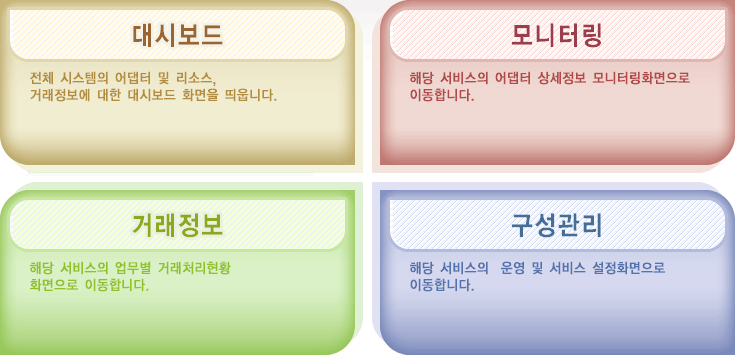 대시보드
전체 시스템의 어댑터 및 리소스,
거래정보에 대한 대시보드 화면을 띄웁니다.
모니터링
해당 서비스의 어댑터 상세정보 모니터링화면으로
이동합니다.
거래정보
해당 서비스의 업무별 거래처리현황
화면으로 이동합니다.
구성관리
해당 서비스의 운영 및 서비스 설정화면으로
이동합니다.